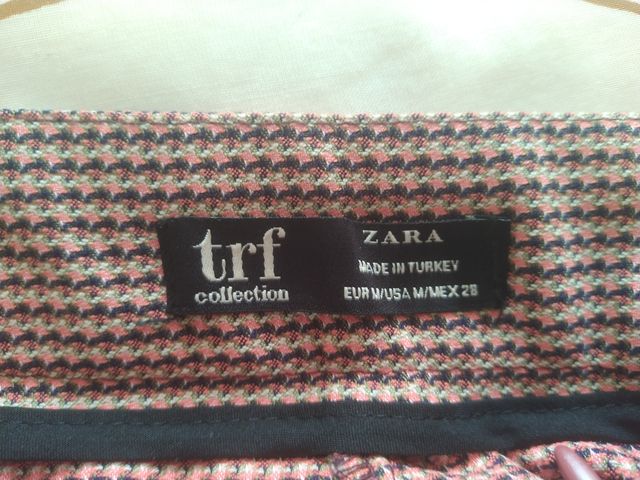 trf
collection
ZARA
MADE IN TURKEY
EUR M/USA M/MEX 28